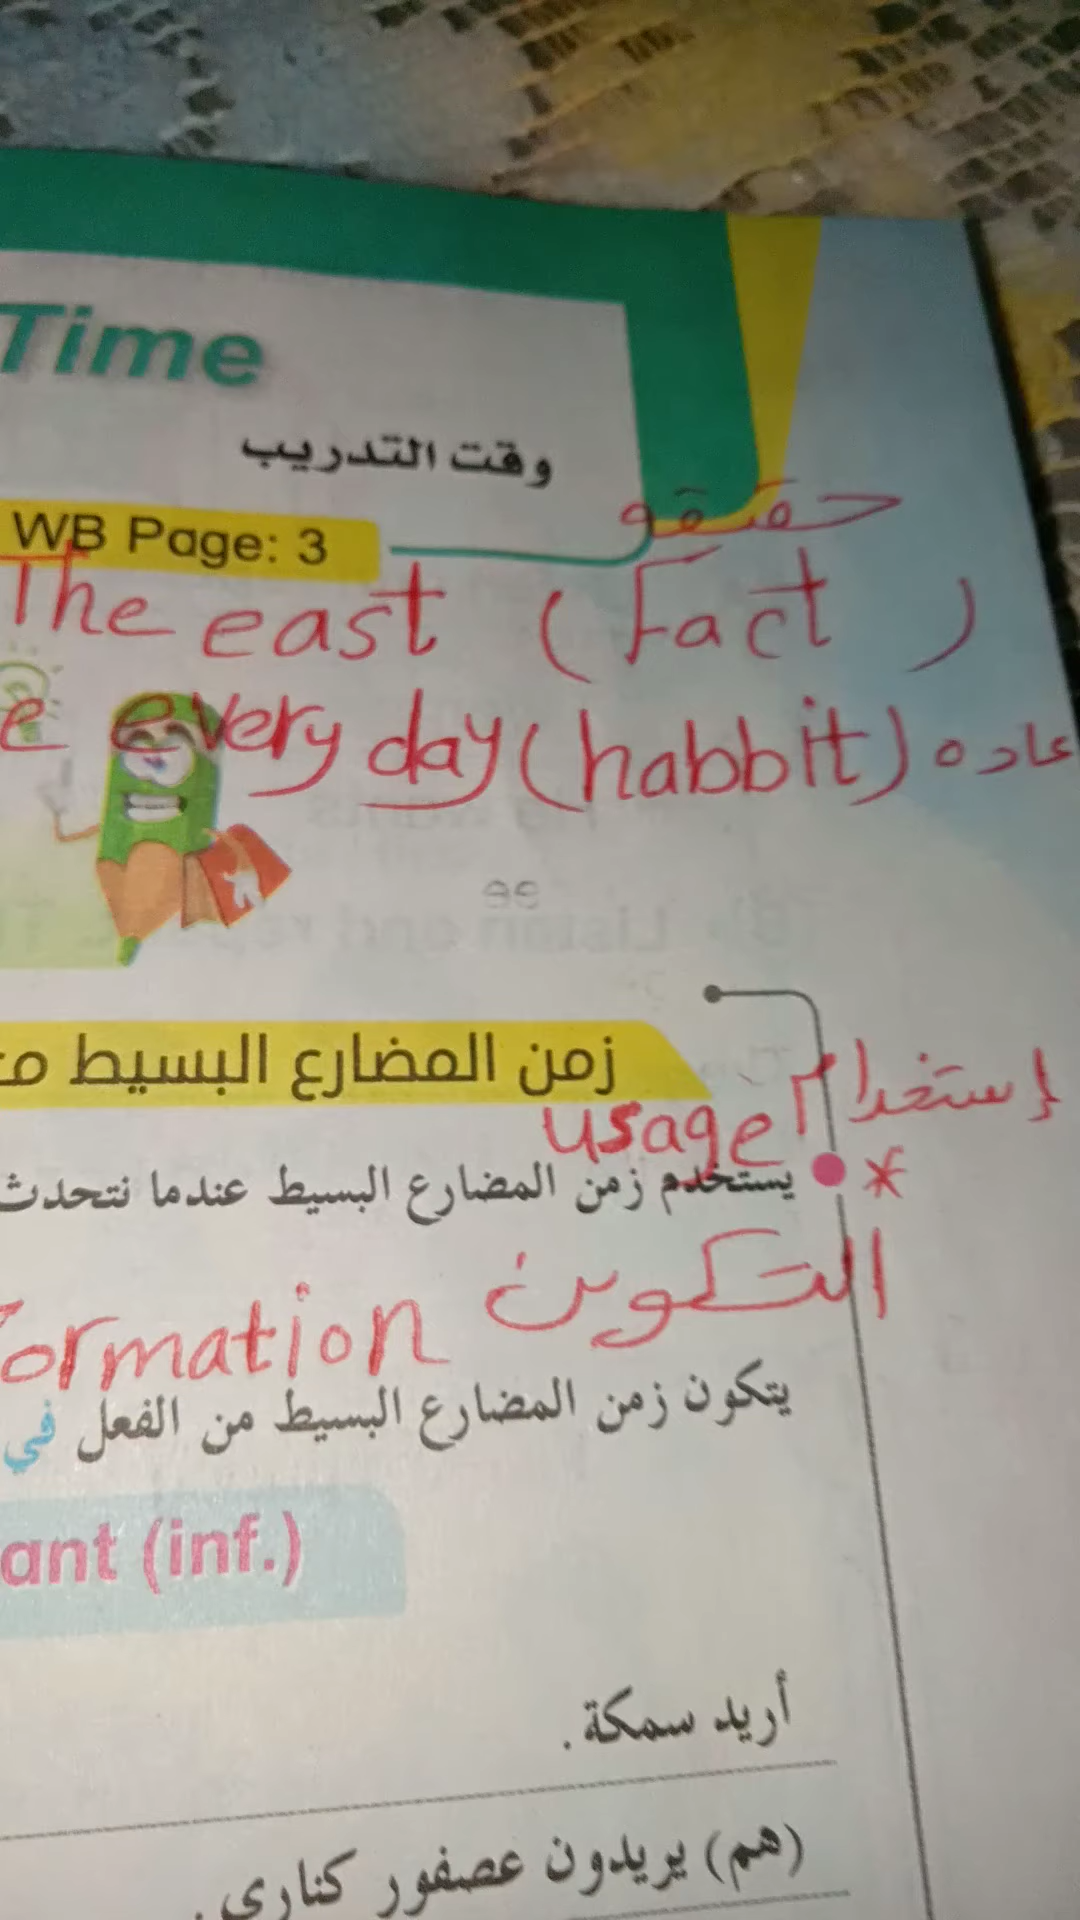 Time
وقت التدريب
WB Page: 3
حقيقه
The east (Fact)
e every day (habbit) عاده
زمن المضارع البسيط
usage إستخدام
يستخدم زمن المضارع البسيط عندما نتحدث
ormation التكوين
يتكون زمن المضارع البسيط من الفعل في
ant (inf.)
أريد سمكة.
(هم) يريدون عصفور كناري.